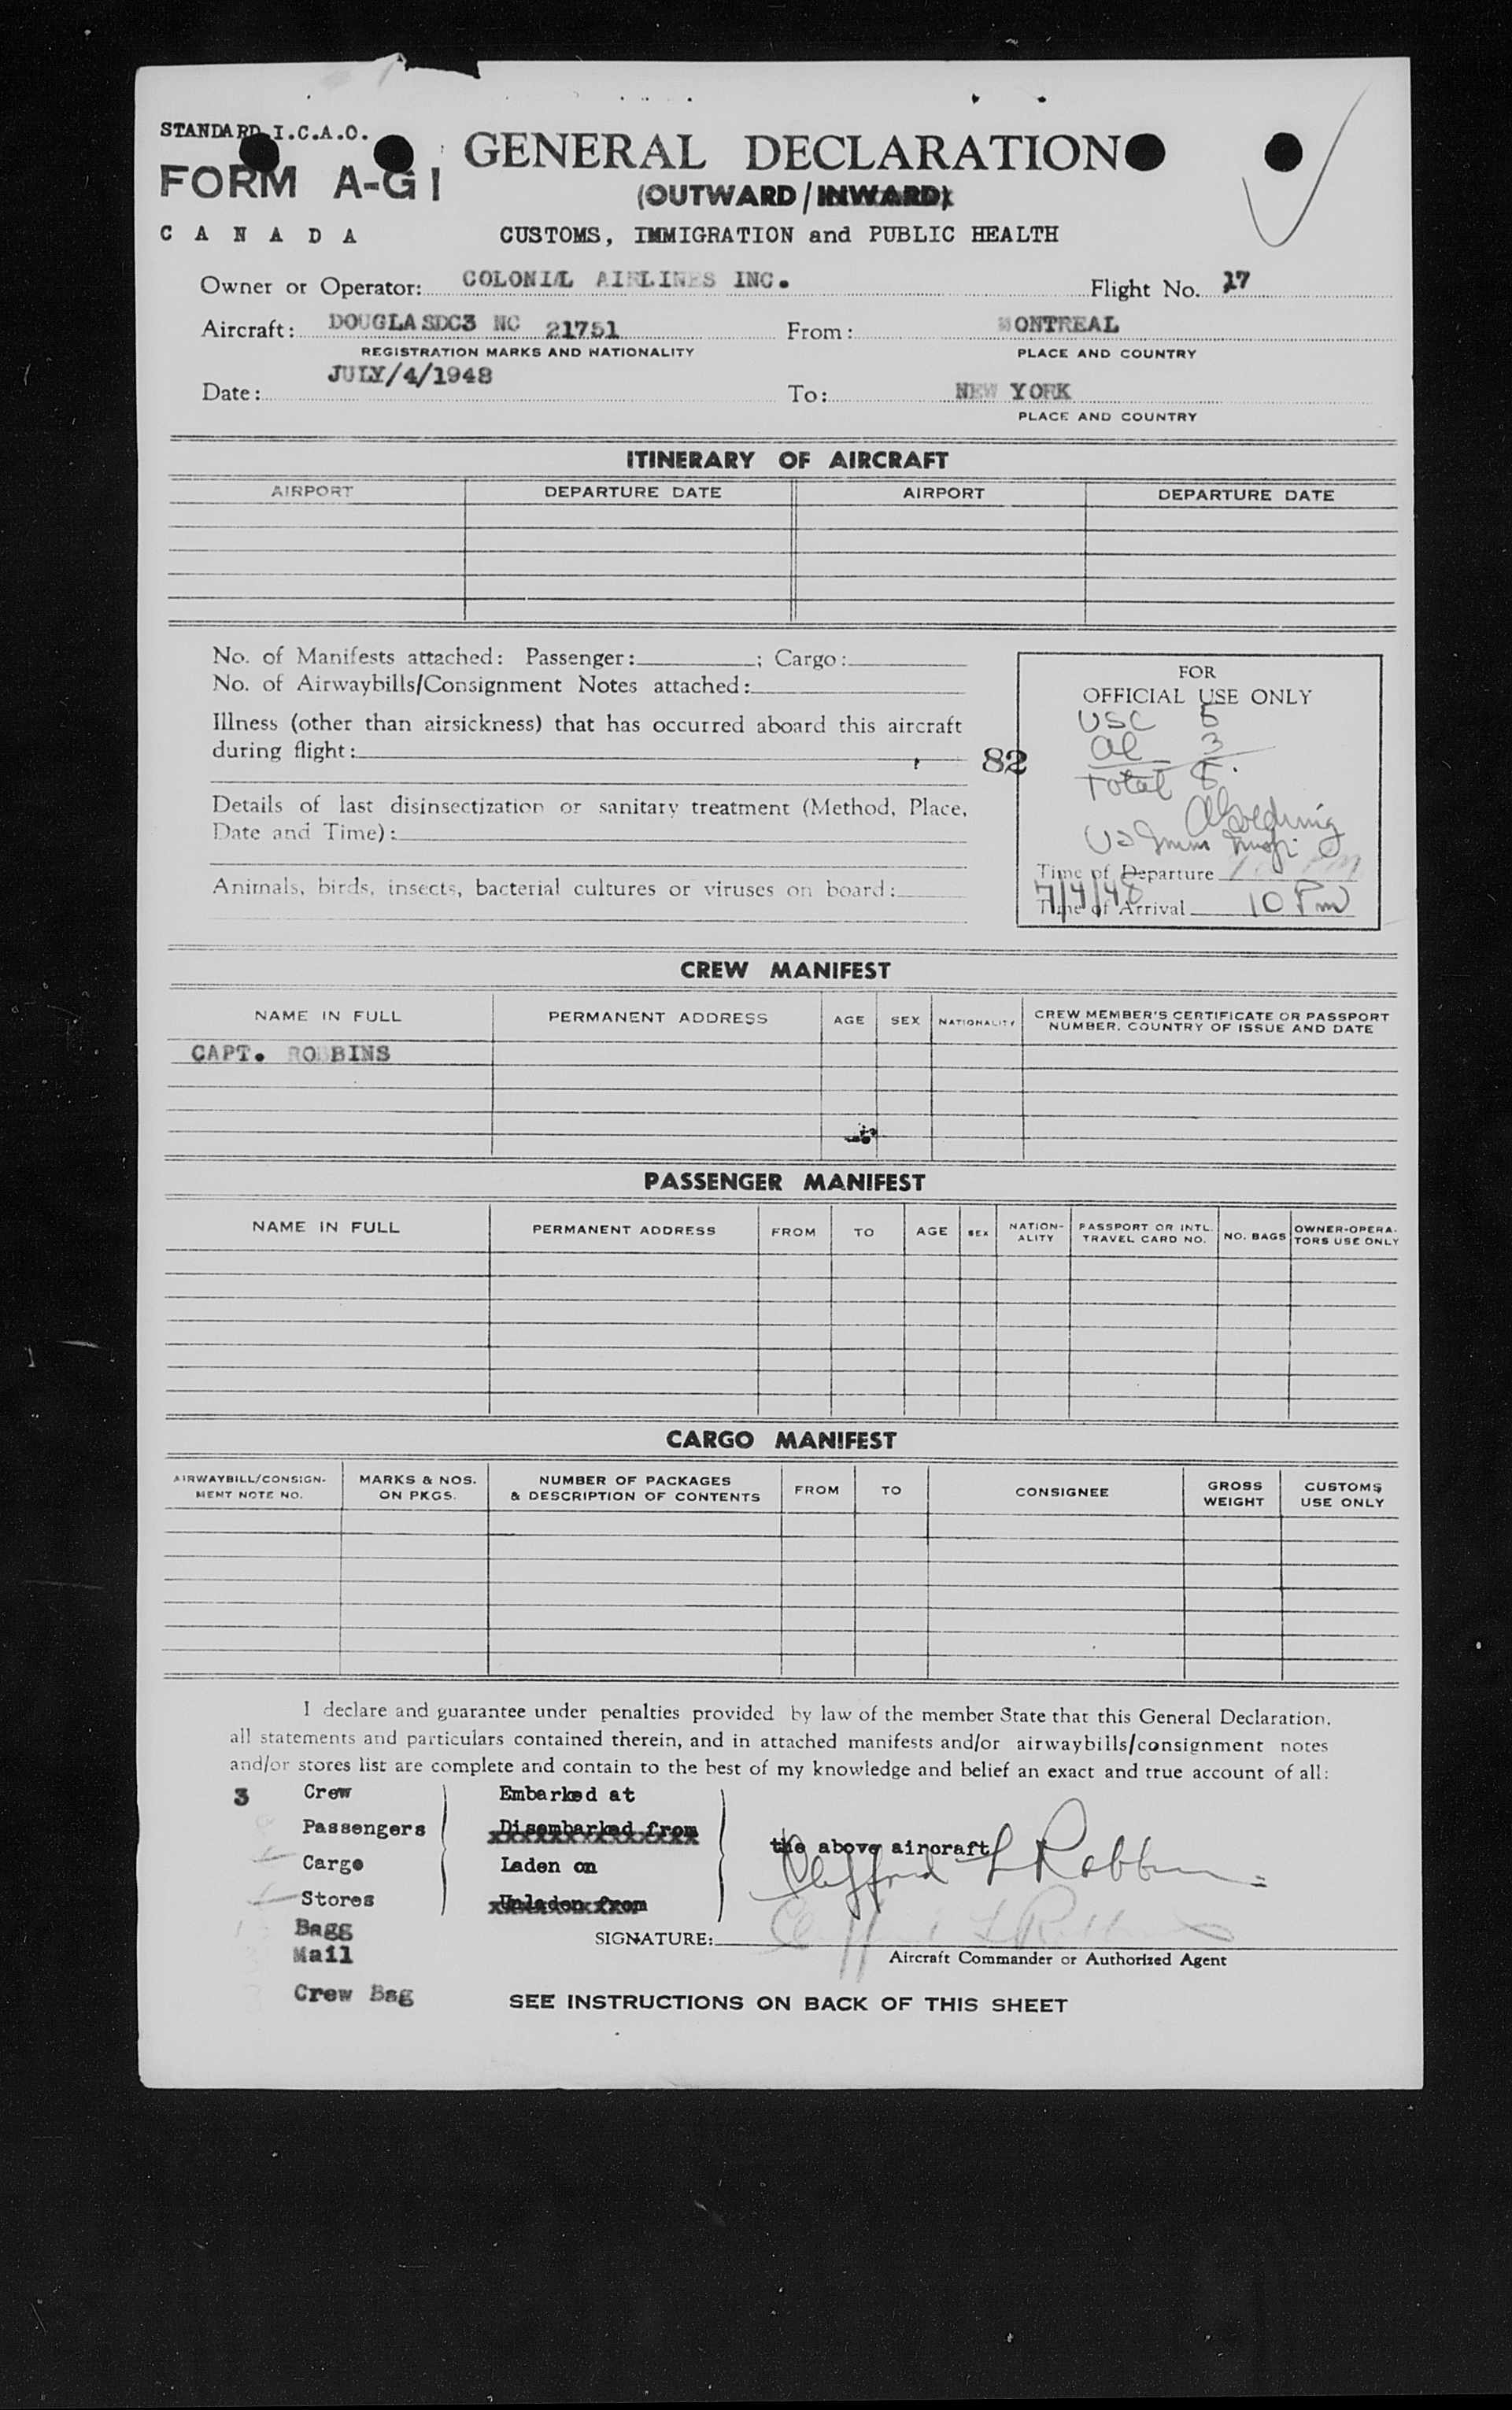 STANDARD I.C.A.O.
FORM A-G1
GENERAL DECLARATION
(OUTWARD/INWARD)
CANADA
CUSTOMS, IMMIGRATION and PUBLIC HEALTH
Owner or Operator: COLONIAL AIRLINES INC. Flight No. 17
Aircraft: DOUGLASDC3 NC 21751 From: MONTREAL
REGISTRATION MARKS AND NATIONALITY PLACE AND COUNTRY
Date: JULY/4/1948 To: NEW YORK
PLACE AND COUNTRY
ITINERARY OF AIRCRAFT
AIRPORT DEPARTURE DATE AIRPORT DEPARTURE DATE
No. of Manifests attached: Passenger: ; Cargo:
No. of Airwaybills/Consignment Notes attached:
Illness (other than airsickness) that has occurred aboard this aircraft
during flight:
82
Details of last disinsectization or sanitary treatment (Method, Place,
Date and Time):
Animals, birds, insects, bacterial cultures or viruses on board:
FOR
OFFICIAL USE ONLY
USC 5
al 3
Total 8.
US Imm Insp.
Time of Departure
7/4/48
Time of Arrival 10 Pm
CREW MANIFEST
NAME IN FULL PERMANENT ADDRESS AGE SEX NATIONALITY CREW MEMBER'S CERTIFICATE OR PASSPORT
NUMBER, COUNTRY OF ISSUE AND DATE
CAPT. ROBBINS
PASSENGER MANIFEST
NAME IN FULL PERMANENT ADDRESS FROM TO AGE SEX NATION-
ALITY PASSPORT OR INTL.
TRAVEL CARD NO. NO. BAGS OWNER-OPERA-
TORS USE ONLY
CARGO MANIFEST
AIRWAYBILL/CONSIGN-
MENT NOTE NO. MARKS & NOS.
ON PKGS. NUMBER OF PACKAGES
& DESCRIPTION OF CONTENTS FROM TO CONSIGNEE GROSS
WEIGHT CUSTOMS
USE ONLY
I declare and guarantee under penalties provided by law of the member State that this General Declaration,
all statements and particulars contained therein, and in attached manifests and/or airwaybills/consignment notes
and/or stores list are complete and contain to the best of my knowledge and belief an exact and true account of all:
3 Crew Embarked at
Passengers Disembarked from
the above aircraft
Cargo Laden on
Clifford L Robbins
Stores Unladen from
Bagg
SIGNATURE:
Mail
Aircraft Commander or Authorized Agent
Crew Bag
SEE INSTRUCTIONS ON BACK OF THIS SHEET